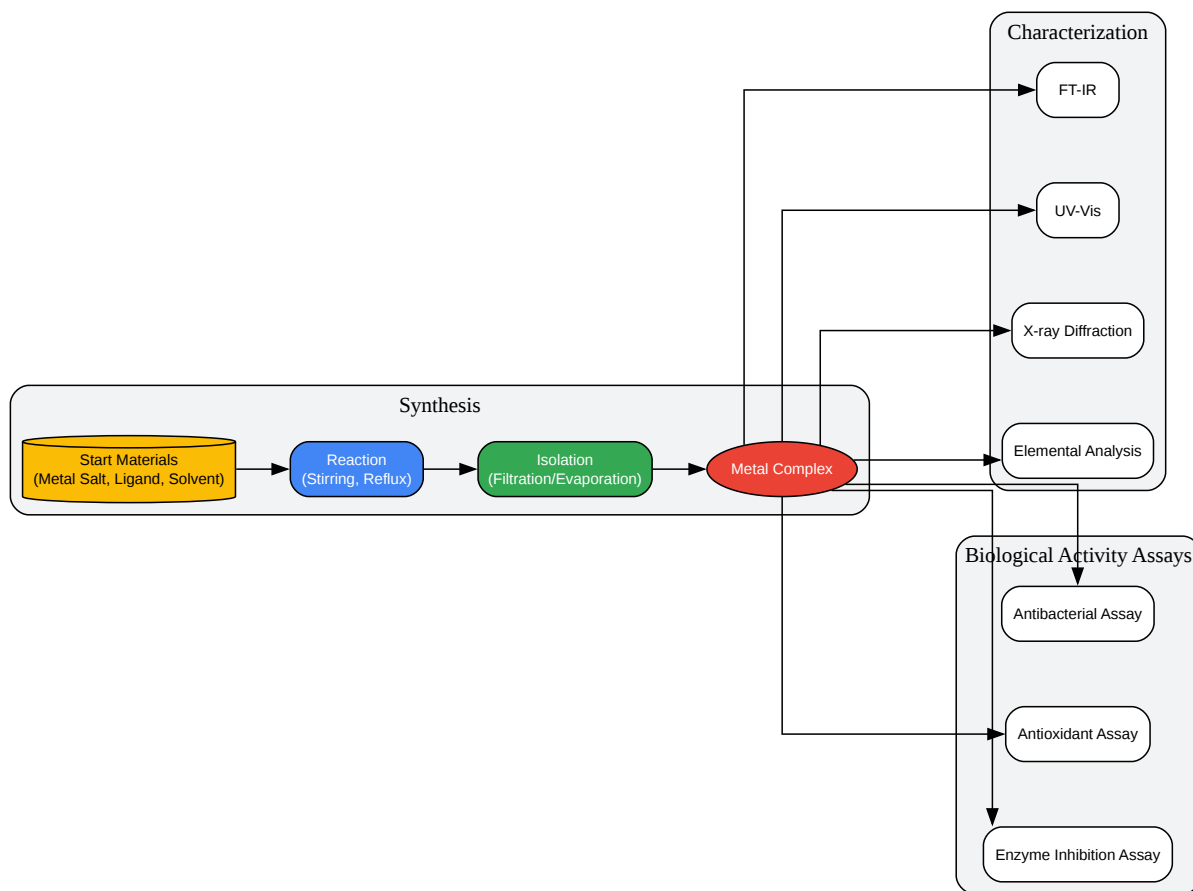 Characterization
FT-IR
UV-Vis
X-ray Diffraction
Elemental Analysis
Synthesis
Start Materials
(Metal Salt, Ligand, Solvent)
Reaction
(Stirring, Reflux)
Isolation
(Filtration/Evaporation)
Metal Complex
Biological Activity Assays
Antibacterial Assay
Antioxidant Assay
Enzyme Inhibition Assay